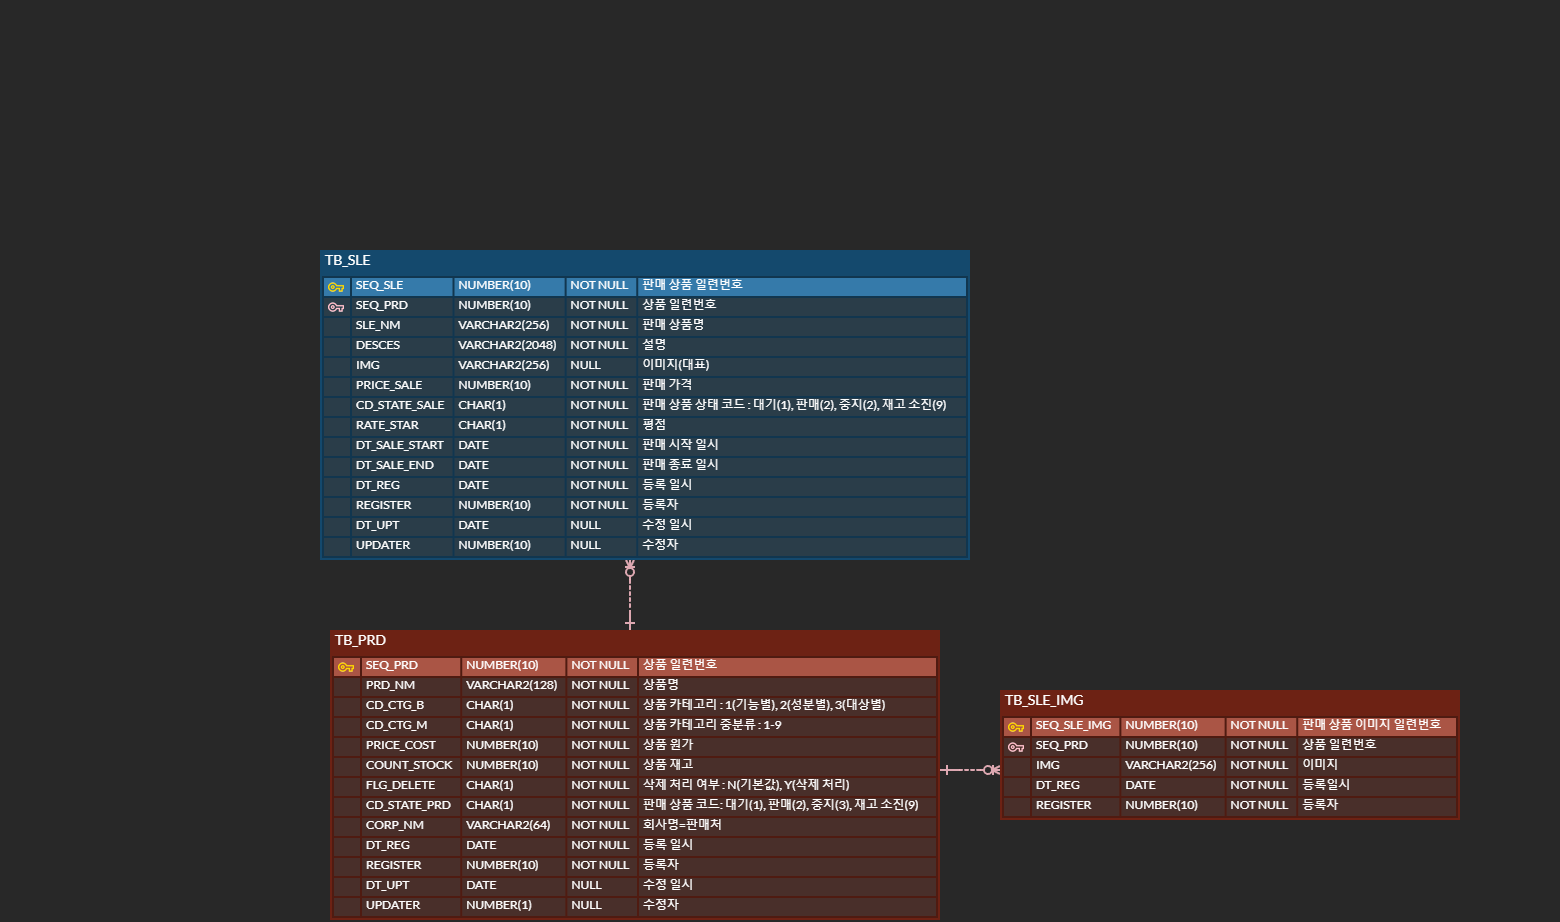 TB_SLE
SEQ_SLE NUMBER(10) NOT NULL 판매 상품 일련번호
SEQ_PRD NUMBER(10) NOT NULL 상품 일련번호
SLE_NM VARCHAR2(256) NOT NULL 판매 상품명
DESCES VARCHAR2(2048) NOT NULL 설명
IMG VARCHAR2(256) NULL 이미지(대표)
PRICE_SALE NUMBER(10) NOT NULL 판매 가격
CD_STATE_SALE CHAR(1) NOT NULL 판매 상품 상태 코드 : 대기(1), 판매(2), 중지(2), 재고 소진(9)
RATE_STAR CHAR(1) NOT NULL 평점
DT_SALE_START DATE NOT NULL 판매 시작 일시
DT_SALE_END DATE NOT NULL 판매 종료 일시
DT_REG DATE NOT NULL 등록 일시
REGISTER NUMBER(10) NOT NULL 등록자
DT_UPT DATE NULL 수정 일시
UPDATER NUMBER(10) NULL 수정자
TB_PRD
SEQ_PRD NUMBER(10) NOT NULL 상품 일련번호
PRD_NM VARCHAR2(128) NOT NULL 상품명
CD_CTG_B CHAR(1) NOT NULL 상품 카테고리 : 1(기능별), 2(성분별), 3(대상별)
CD_CTG_M CHAR(1) NOT NULL 상품 카테고리 중분류 : 1-9
PRICE_COST NUMBER(10) NOT NULL 상품 원가
COUNT_STOCK NUMBER(10) NOT NULL 상품 재고
FLG_DELETE CHAR(1) NOT NULL 삭제 처리 여부 : N(기본값), Y(삭제 처리)
CD_STATE_PRD CHAR(1) NOT NULL 판매 상품 코드: 대기(1), 판매(2), 중지(3), 재고 소진(9)
CORP_NM VARCHAR2(64) NOT NULL 회사명=판매처
DT_REG DATE NOT NULL 등록 일시
REGISTER NUMBER(10) NOT NULL 등록자
DT_UPT DATE NULL 수정 일시
UPDATER NUMBER(1) NULL 수정자
TB_SLE_IMG
SEQ_SLE_IMG NUMBER(10) NOT NULL 판매 상품 이미지 일련번호
SEQ_PRD NUMBER(10) NOT NULL 상품 일련번호
IMG VARCHAR2(256) NOT NULL 이미지
DT_REG DATE NOT NULL 등록일시
REGISTER NUMBER(10) NOT NULL 등록자